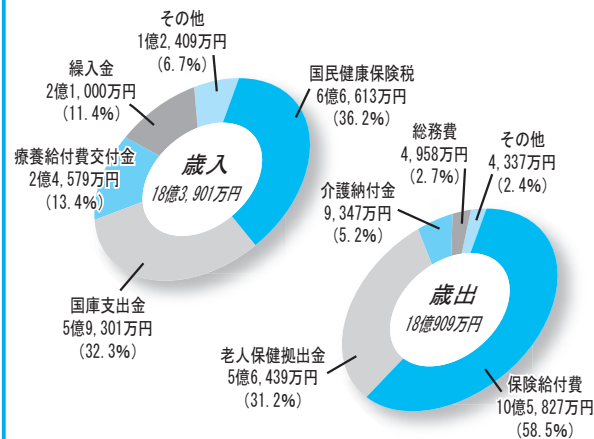 その他
1億2,409万円
(6.7%)
繰入金
2億1,000万円
(11.4%)
療養給付費交付金
2億4,579万円
(13.4%)
国民健康保険税
6億6,613万円
(36.2%)
歳入
18億3,901万円
国庫支出金
5億9,301万円
(32.3%)
総務費
4,958万円
(2.7%)
その他
4,337万円
(2.4%)
介護納付金
9,347万円
(5.2%)
歳出
18億909万円
老人保健拠出金
5億6,439万円
(31.2%)
保険給付費
10億5,827万円
(58.5%)